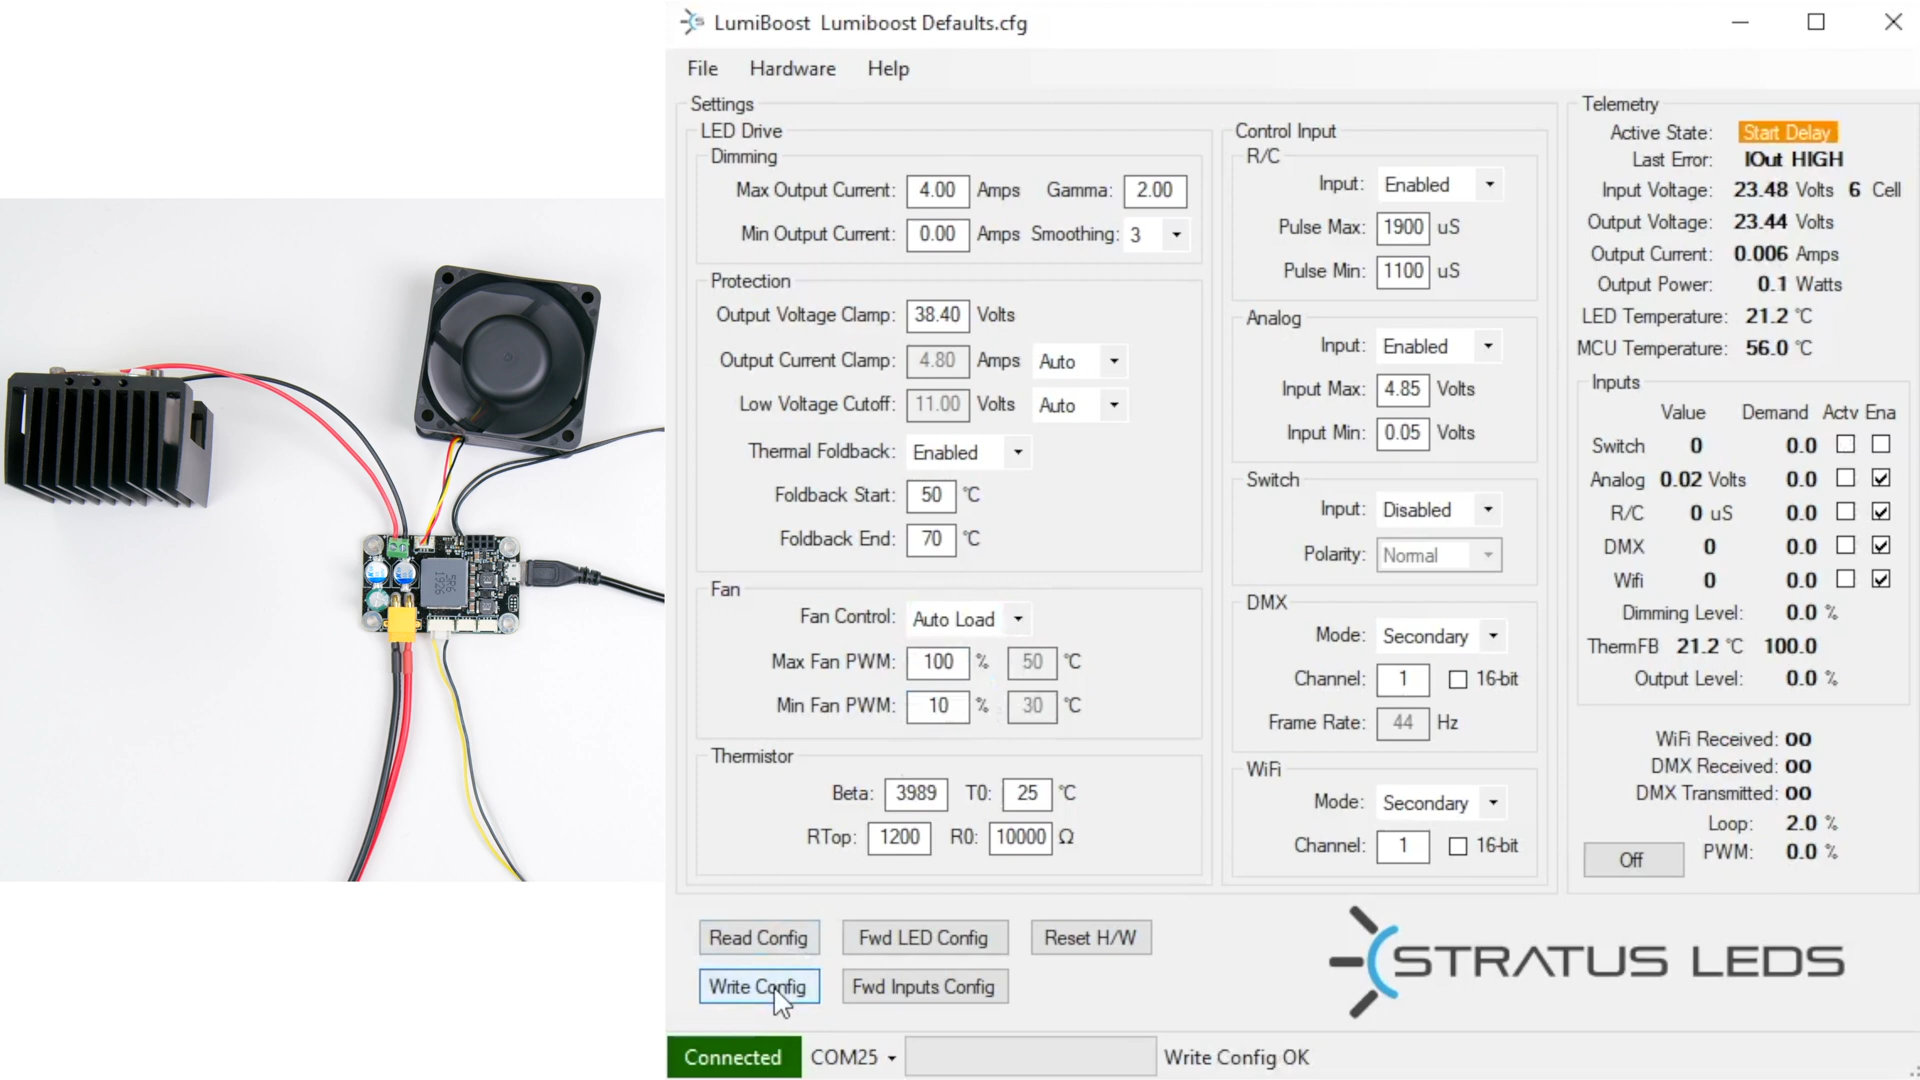 LumiBoost Lumiboost Defaults.cfg
File Hardware Help
Settings
LED Drive
Dimming
Max Output Current: 4.00 Amps Gamma: 2.00
Min Output Current: 0.00 Amps Smoothing: 3
Protection
Output Voltage Clamp: 38.40 Volts
Output Current Clamp: 4.80 Amps Auto
Low Voltage Cutoff: 11.00 Volts Auto
Thermal Foldback: Enabled
Foldback Start: 50 °C
Foldback End: 70 °C
Fan
Fan Control: Auto Load
Max Fan PWM: 100 % 50 °C
Min Fan PWM: 10 % 30 °C
Thermistor
Beta: 3989 T0: 25 °C
RTop: 1200 R0: 10000 Ω
Control Input
R/C
Input: Enabled
Pulse Max: 1900 uS
Pulse Min: 1100 uS
Analog
Input: Enabled
Input Max: 4.85 Volts
Input Min: 0.05 Volts
Switch
Input: Disabled
Polarity: Normal
DMX
Mode: Secondary
Channel: 1 16-bit
Frame Rate: 44 Hz
WiFi
Mode: Secondary
Channel: 1 16-bit
Telemetry
Active State: Start Delay
Last Error: IOut HIGH
Input Voltage: 23.48 Volts 6 Cell
Output Voltage: 23.44 Volts
Output Current: 0.006 Amps
Output Power: 0.1 Watts
LED Temperature: 21.2 °C
MCU Temperature: 56.0 °C
Inputs
Value Demand Actv Ena
Switch 0 0.0
Analog 0.02 Volts 0.0
R/C 0 uS 0.0
DMX 0 0.0
Wifi 0 0.0
Dimming Level: 0.0 %
ThermFB 21.2 °C 100.0
Output Level: 0.0 %
WiFi Received: 00
DMX Received: 00
DMX Transmitted: 00
Loop: 2.0 %
Off PWM: 0.0 %
Read Config Fwd LED Config Reset H/W
Write Config Fwd Inputs Config
STRATUS LEDS
Connected COM25 Write Config OK
5R6
1926